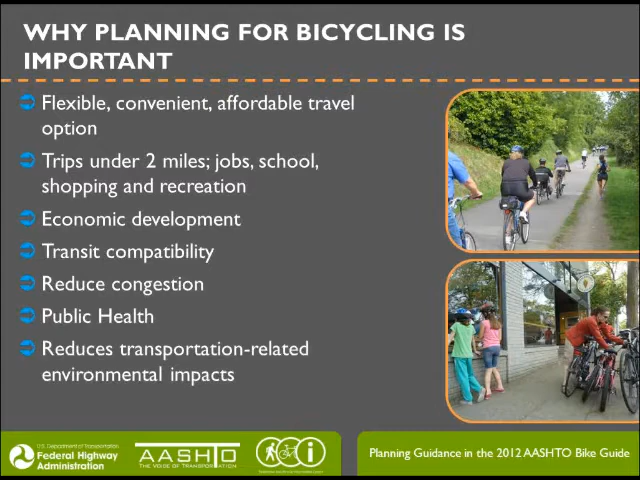 WHY PLANNING FOR BICYCLING IS
IMPORTANT
Flexible, convenient, affordable travel
option
Trips under 2 miles; jobs, school,
shopping and recreation
Economic development
Transit compatibility
Reduce congestion
Public Health
Reduces transportation-related
environmental impacts
U.S. Department of Transportation
Federal Highway
Administration
AASHTO
THE VOICE OF TRANSPORTATION
Planning Guidance in the 2012 AASHTO Bike Guide